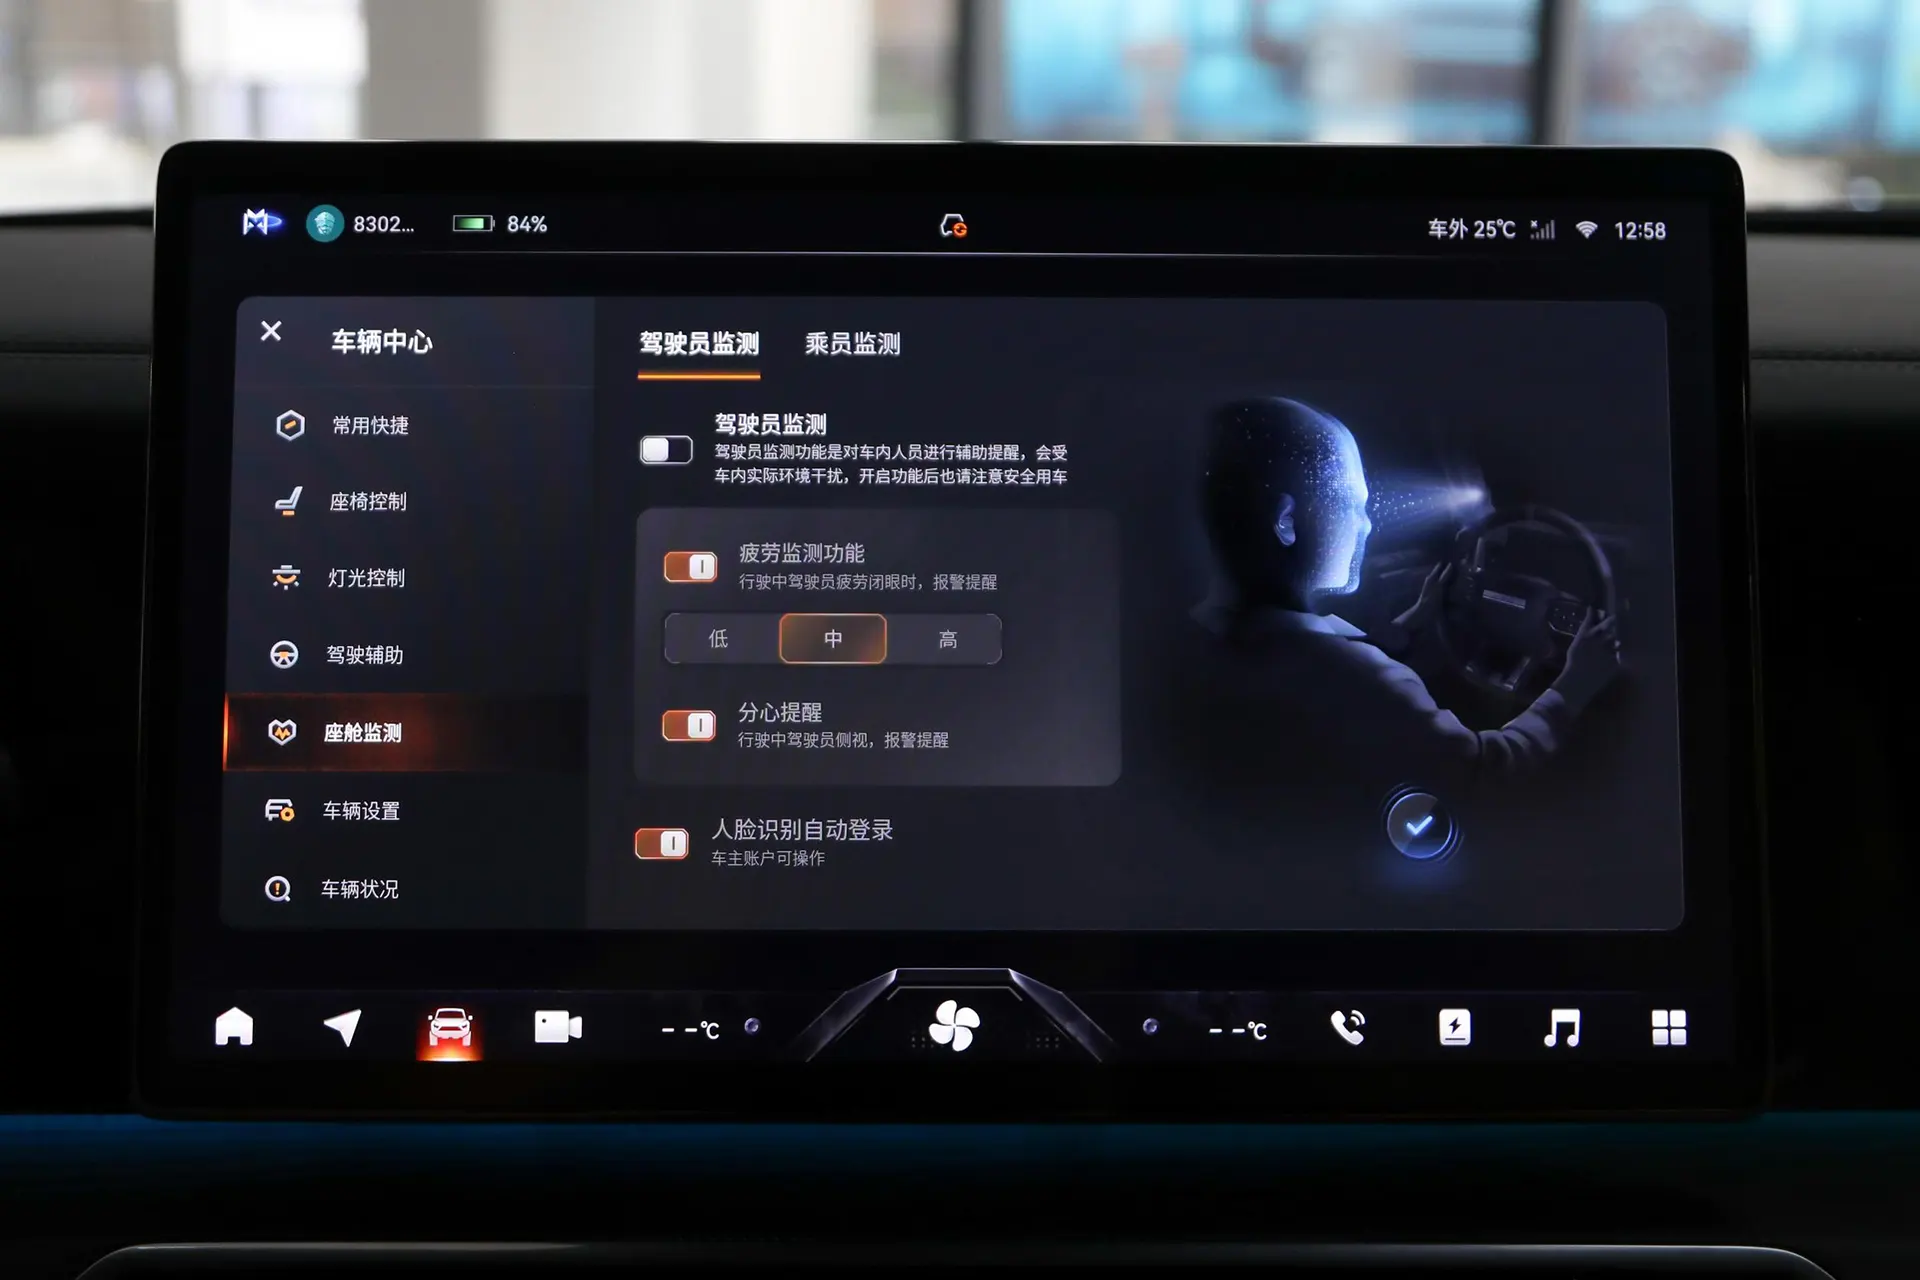 8302... 84% 车外 25℃ 12:58
车辆中心
常用快捷
座椅控制
灯光控制
驾驶辅助
座舱监测
车辆设置
车辆状况
驾驶员监测 乘员监测
驾驶员监测
驾驶员监测功能是对车内人员进行辅助提醒，会受
车内实际环境干扰，开启功能后也请注意安全用车
疲劳监测功能
行驶中驾驶员疲劳闭眼时，报警提醒
低 中 高
分心提醒
行驶中驾驶员侧视，报警提醒
人脸识别自动登录
车主账户可操作
--℃ --℃